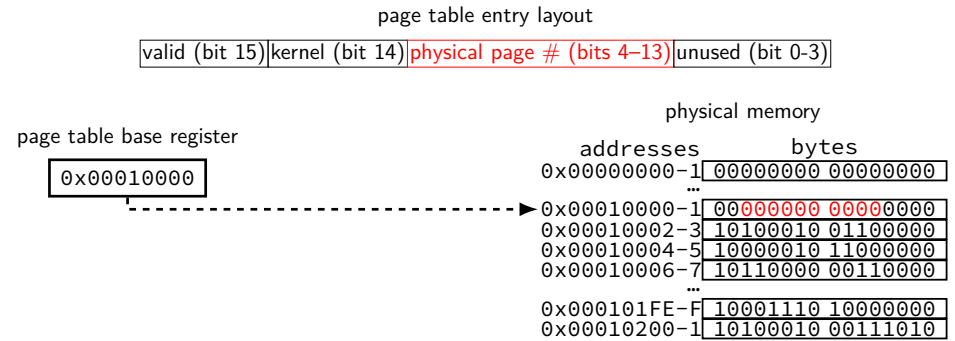 page table entry layout
valid (bit 15) kernel (bit 14) physical page # (bits 4–13) unused (bit 0-3)
physical memory
page table base register
addresses bytes
0x00010000
0x00000000-1 00000000 00000000
…
0x00010000-1 00000000 00000000
0x00010002-3 10100010 01100000
0x00010004-5 10000010 11000000
0x00010006-7 10110000 00110000
…
0x000101FE-F 10001110 10000000
0x00010200-1 10100010 00111010